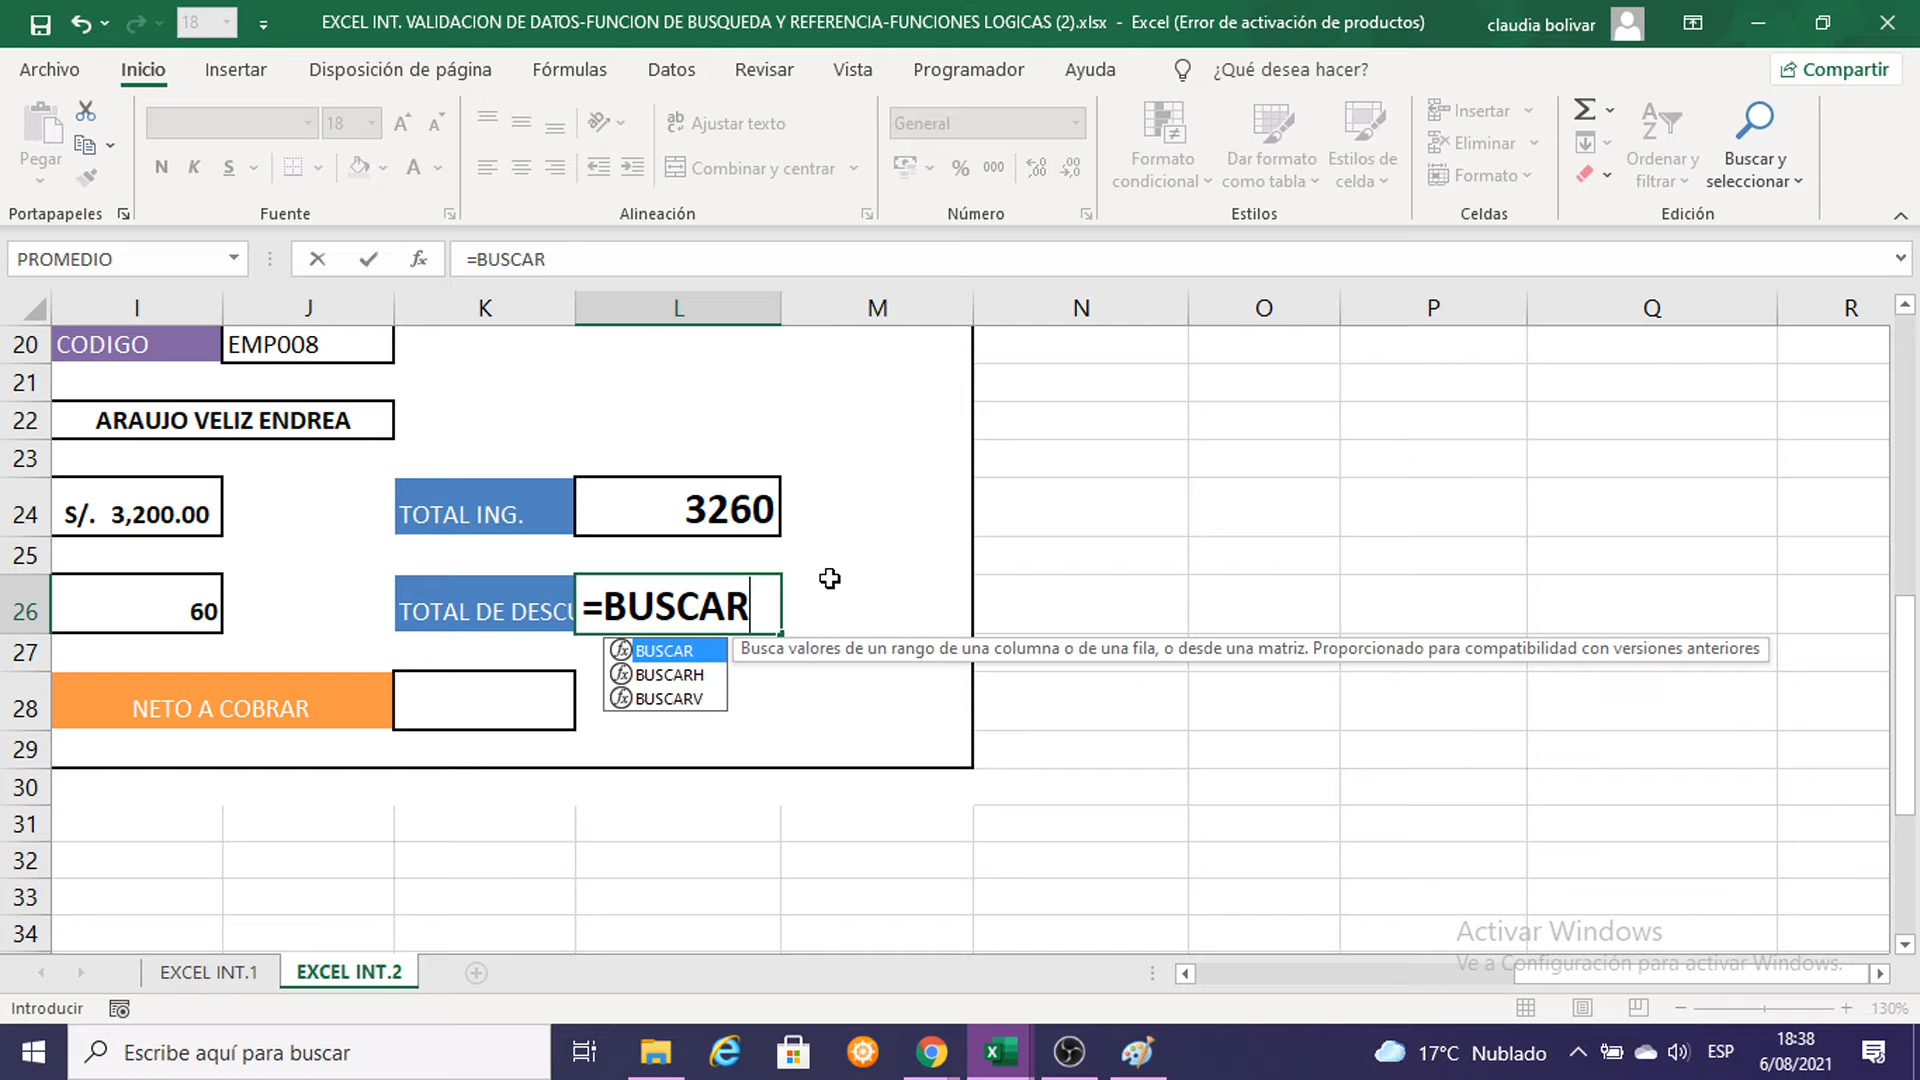 18
EXCEL INT. VALIDACION DE DATOS-FUNCION DE BUSQUEDA Y REFERENCIA-FUNCIONES LOGICAS (2).xlsx - Excel (Error de activación de productos)
claudia bolivar
Archivo Inicio Insertar Disposición de página Fórmulas Datos Revisar Vista Programador Ayuda ¿Qué desea hacer? Compartir
Pegar
18
N K S
Ajustar texto
Combinar y centrar
General
% 000
Formato condicional
Dar formato como tabla
Estilos de celda
Insertar
Eliminar
Formato
Ordenar y filtrar
Buscar y seleccionar
Portapapeles Fuente Alineación Número Estilos Celdas Edición
PROMEDIO fx =BUSCAR
I J K L M N O P Q R
20 CODIGO EMP008
21
22 ARAUJO VELIZ ENDREA
23
24 S/. 3,200.00 TOTAL ING. 3260
25
26 60 TOTAL DE DESCU =BUSCAR
27 BUSCAR Busca valores de un rango de una columna o de una fila, o desde una matriz. Proporcionado para compatibilidad con versiones anteriores
BUSCARH
BUSCARV
28 NETO A COBRAR
29
30
31
32
33
34
Activar Windows
Ve a Configuración para activar Windows.
EXCEL INT.1 EXCEL INT.2
Introducir
130%
Escribe aquí para buscar
17°C Nublado
ESP
18:38
6/08/2021